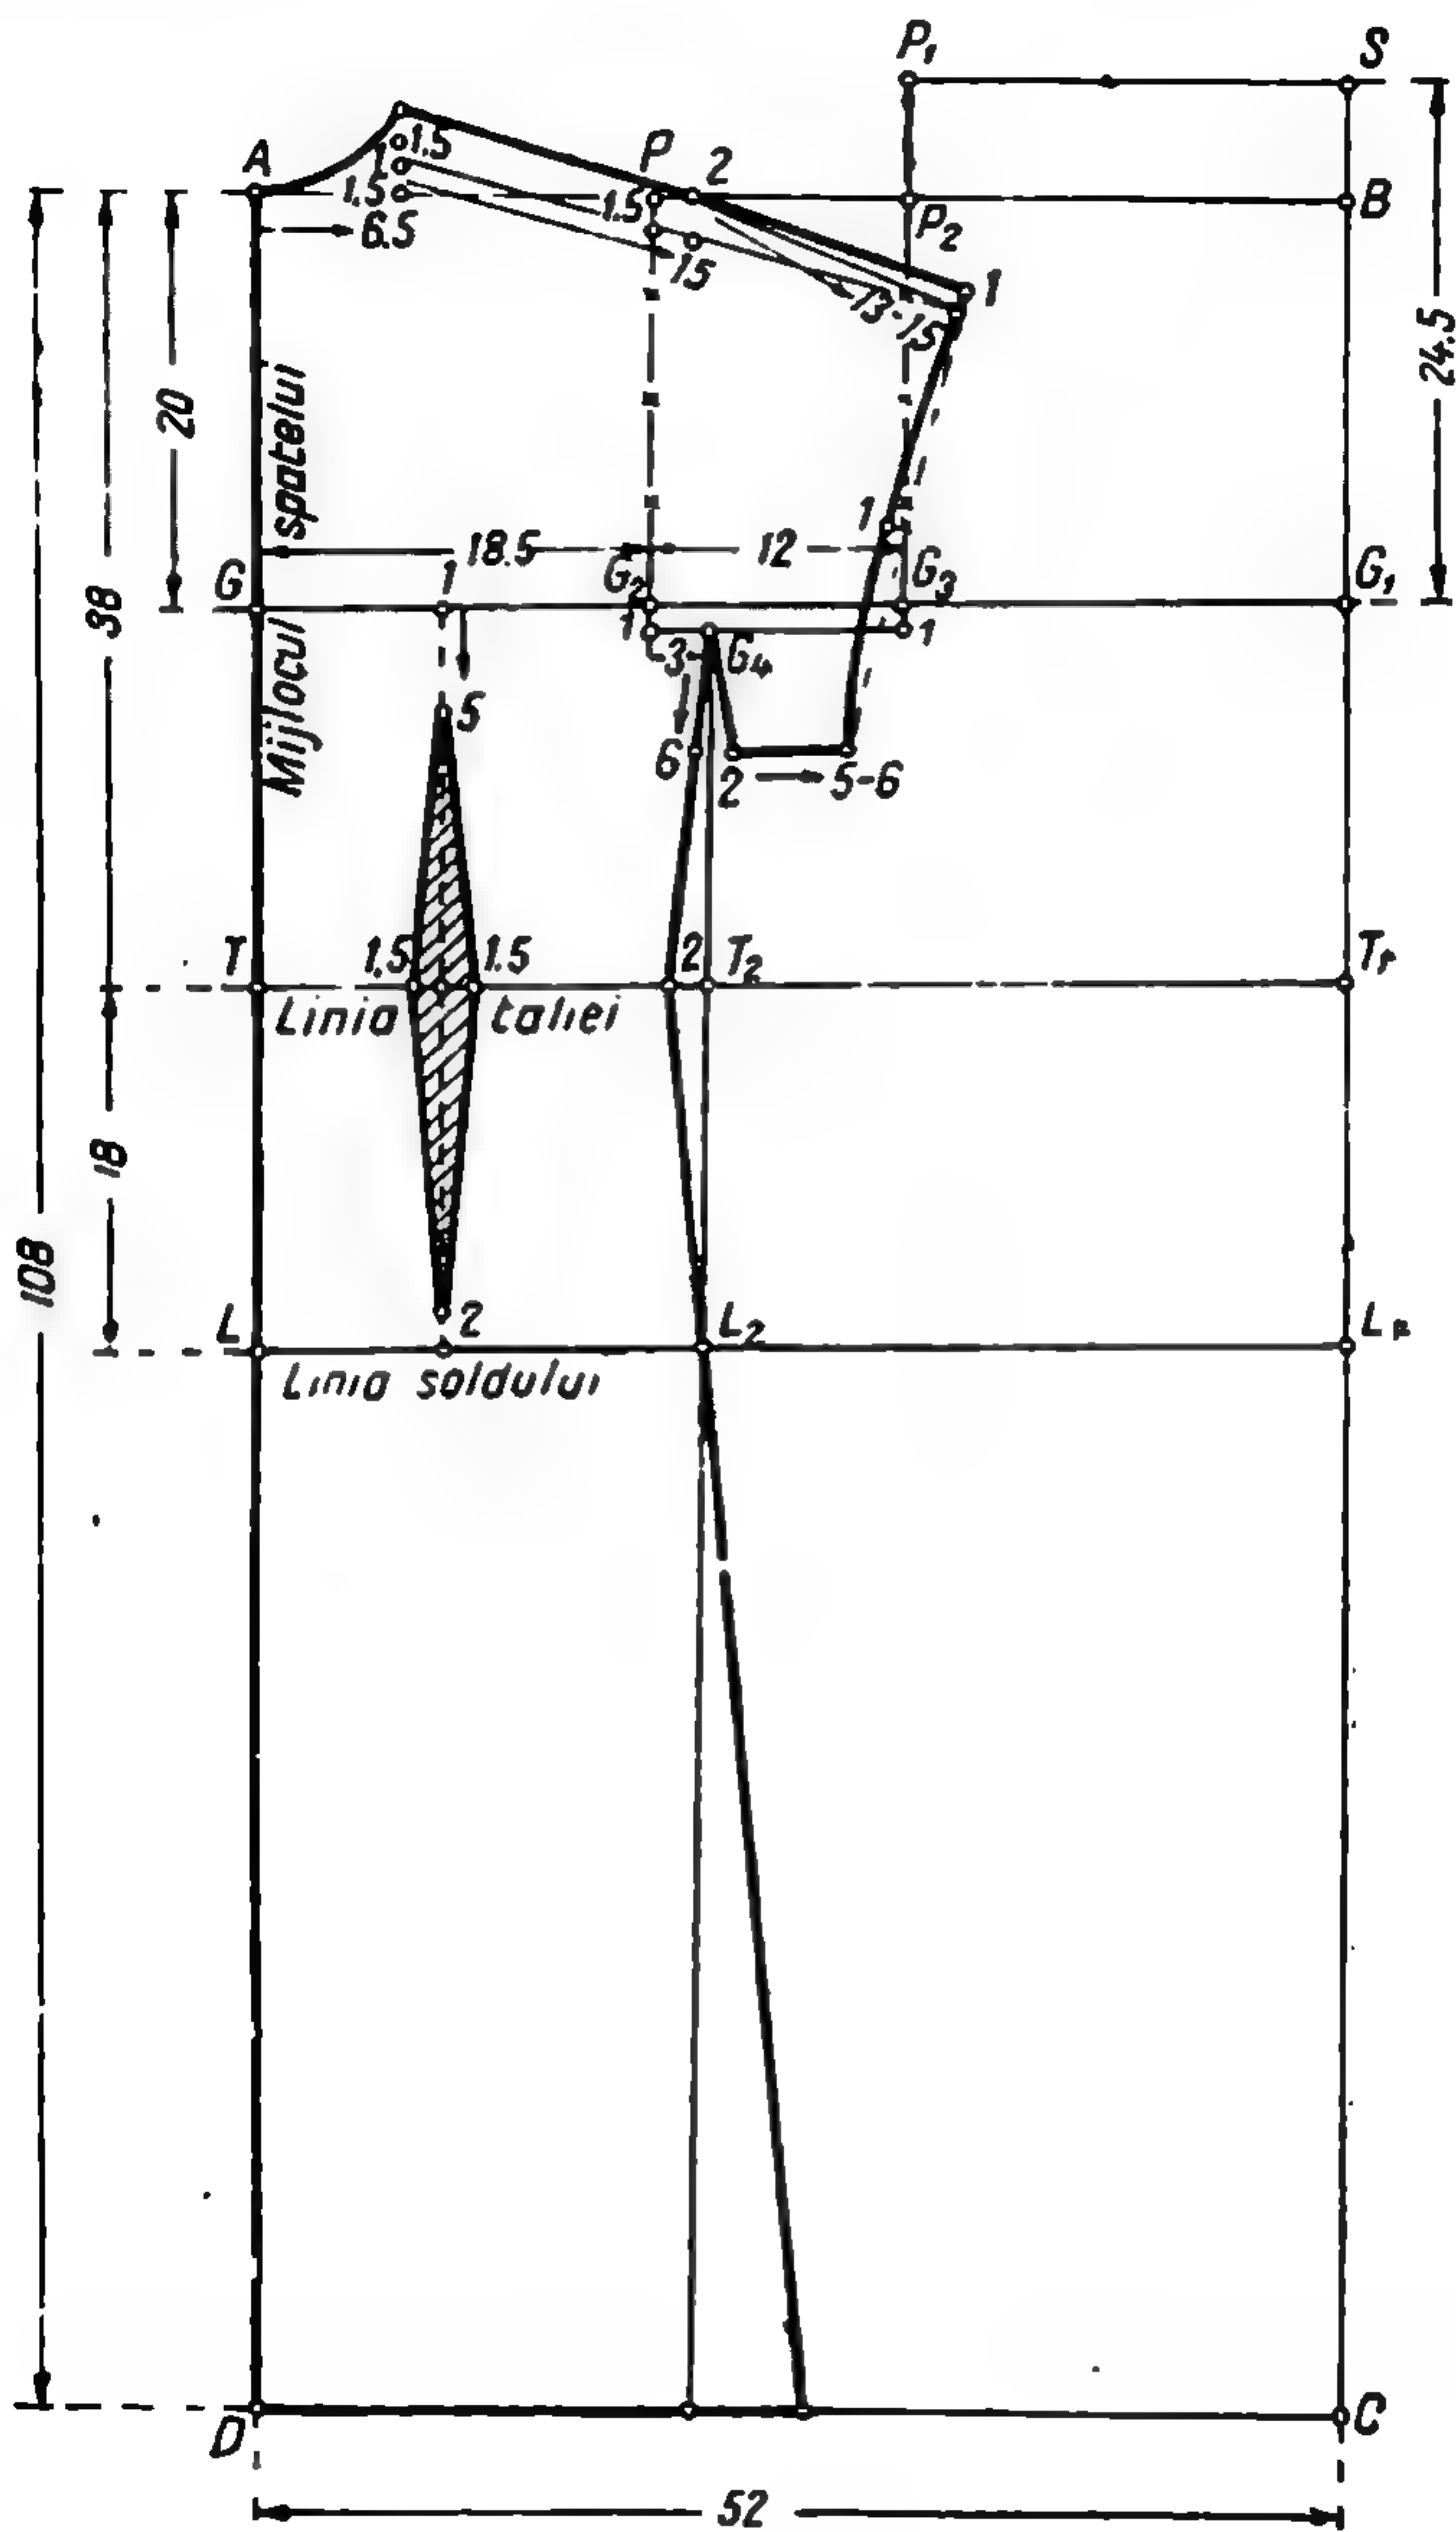 P₁ S
A 1.5 P 2
1 1.5 1.5 B
6.5 15 P₂
13-15 1
24.5
20
38
108
spatelui
1
18.5 12
G 1 G₂ G₃ G₁
1 3 G₄ 1
Mijlocul
5
6 2 5-6
T 1.5 1.5 2 T₂ T₁
Linia taliei
18
L 2 L₂
Linia soldului
D C
52